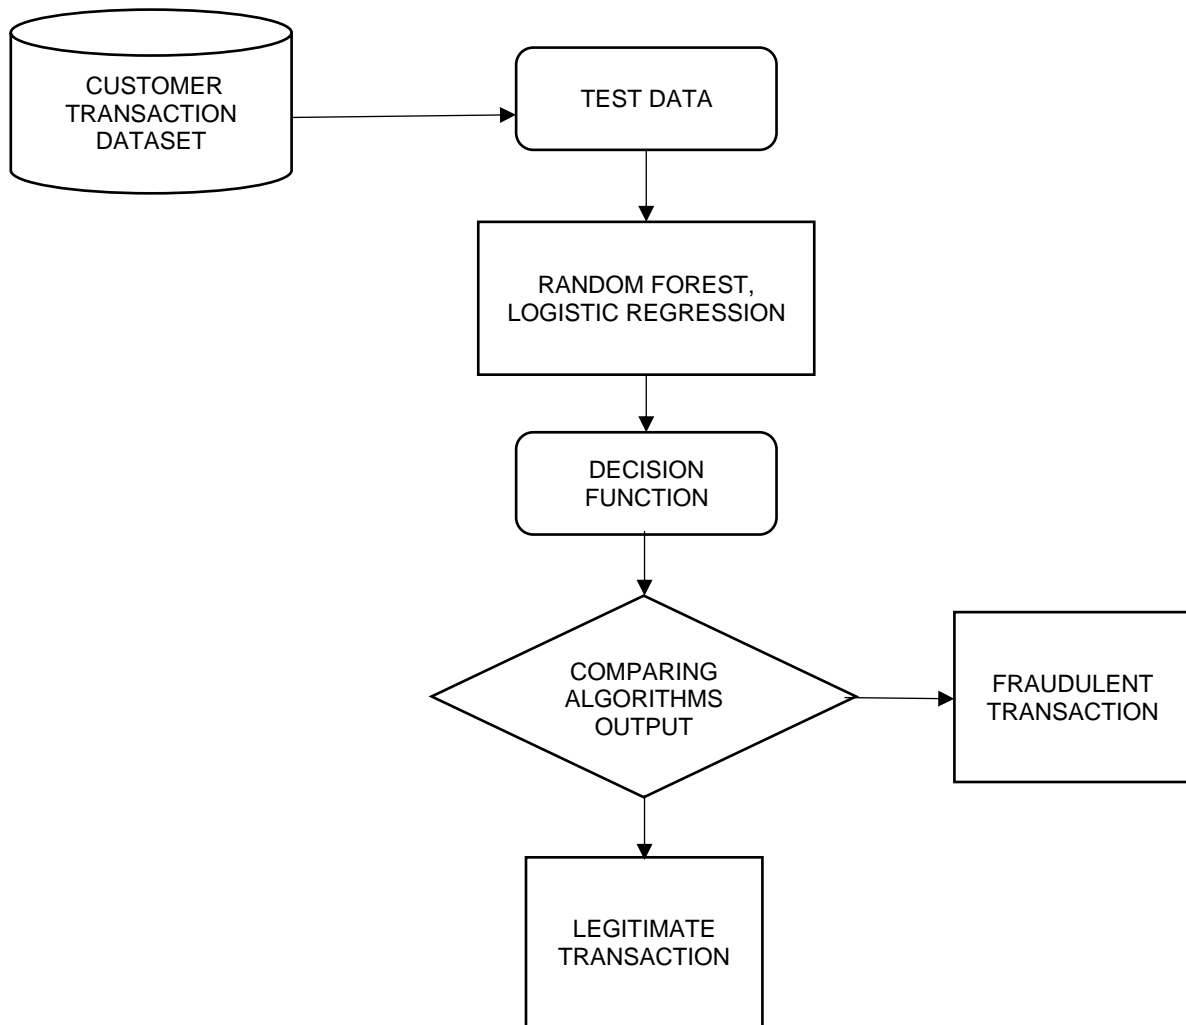 CUSTOMER
TRANSACTION
DATASET
TEST DATA
RANDOM FOREST,
LOGISTIC REGRESSION
DECISION
FUNCTION
COMPARING
ALGORITHMS
OUTPUT
FRAUDULENT
TRANSACTION
LEGITIMATE
TRANSACTION